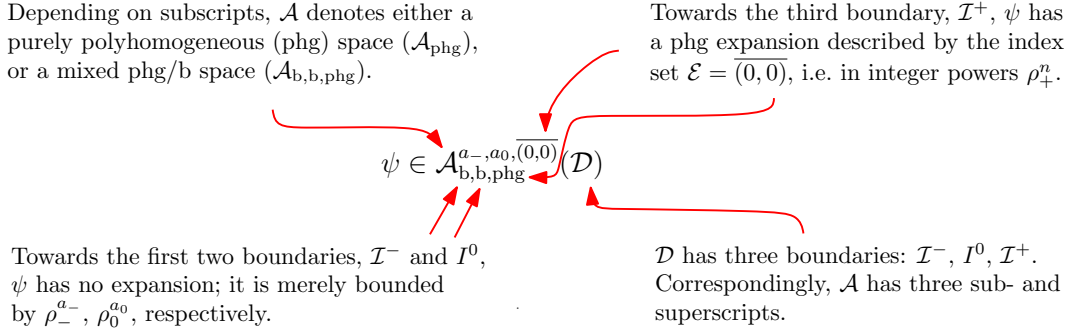 Depending on subscripts, 𝒜 denotes either a
purely polyhomogeneous (phg) space (𝒜_phg),
or a mixed phg/b space (𝒜_b,b,phg).
Towards the third boundary, ℐ⁺, ψ has
a phg expansion described by the index
set ℰ = \overline{(0, 0)}, i.e. in integer powers ρ₊ⁿ.
ψ ∈ 𝒜_{b,b,phg}^{a₋,a₀,\overline{(0,0)}}(𝒟)
Towards the first two boundaries, ℐ⁻ and I⁰,
ψ has no expansion; it is merely bounded
by ρ₋^{a₋}, ρ₀^{a₀}, respectively.
𝒟 has three boundaries: ℐ⁻, I⁰, ℐ⁺.
Correspondingly, 𝒜 has three sub- and
superscripts.